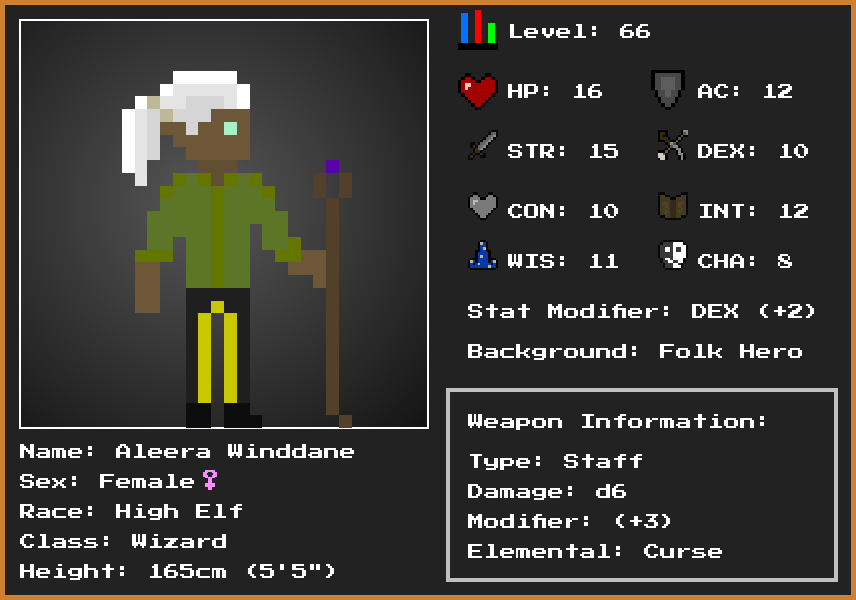 Level: 66
HP: 16 AC: 12
STR: 15 DEX: 10
CON: 10 INT: 12
WIS: 11 CHA: 8
Stat Modifier: DEX (+2)
Background: Folk Hero
Weapon Information:
Type: Staff
Damage: d6
Modifier: (+3)
Elemental: Curse
Name: Aleera Winddane
Sex: Female♀
Race: High Elf
Class: Wizard
Height: 165cm (5'5")